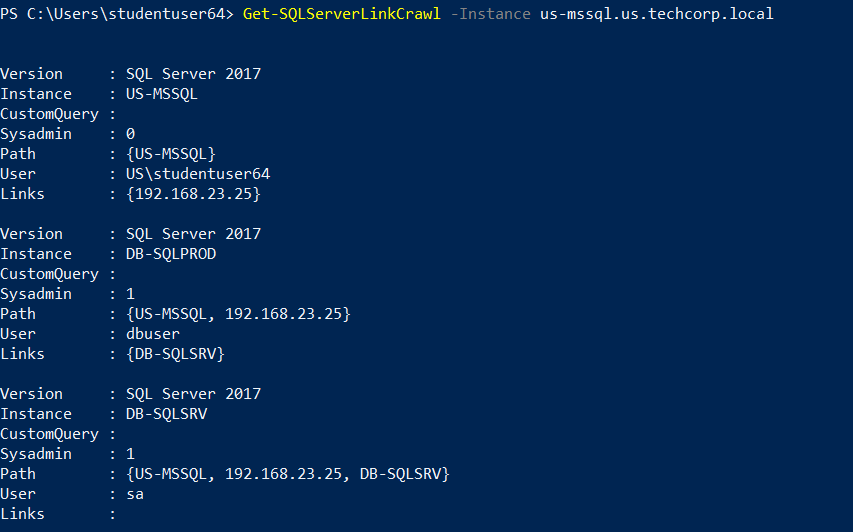 PS C:\Users\studentuser64> Get-SQLServerLinkCrawl -Instance us-mssql.us.techcorp.local
Version     : SQL Server 2017
Instance    : US-MSSQL
CustomQuery :
Sysadmin    : 0
Path        : {US-MSSQL}
User        : US\studentuser64
Links       : {192.168.23.25}
Version     : SQL Server 2017
Instance    : DB-SQLPROD
CustomQuery :
Sysadmin    : 1
Path        : {US-MSSQL, 192.168.23.25}
User        : dbuser
Links       : {DB-SQLSRV}
Version     : SQL Server 2017
Instance    : DB-SQLSRV
CustomQuery :
Sysadmin    : 1
Path        : {US-MSSQL, 192.168.23.25, DB-SQLSRV}
User        : sa
Links       :